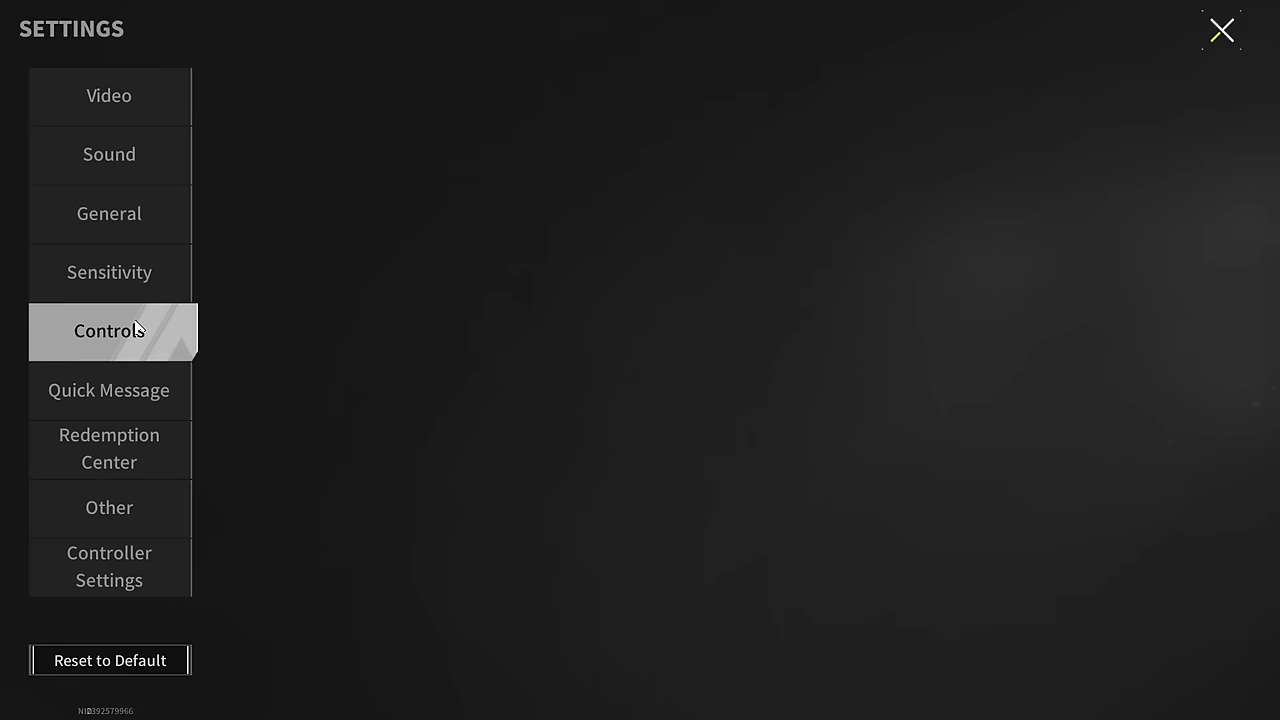 SETTINGS
Video
Sound
General
Sensitivity
Controls
Quick Message
Redemption
Center
Other
Controller
Settings
Reset to Default